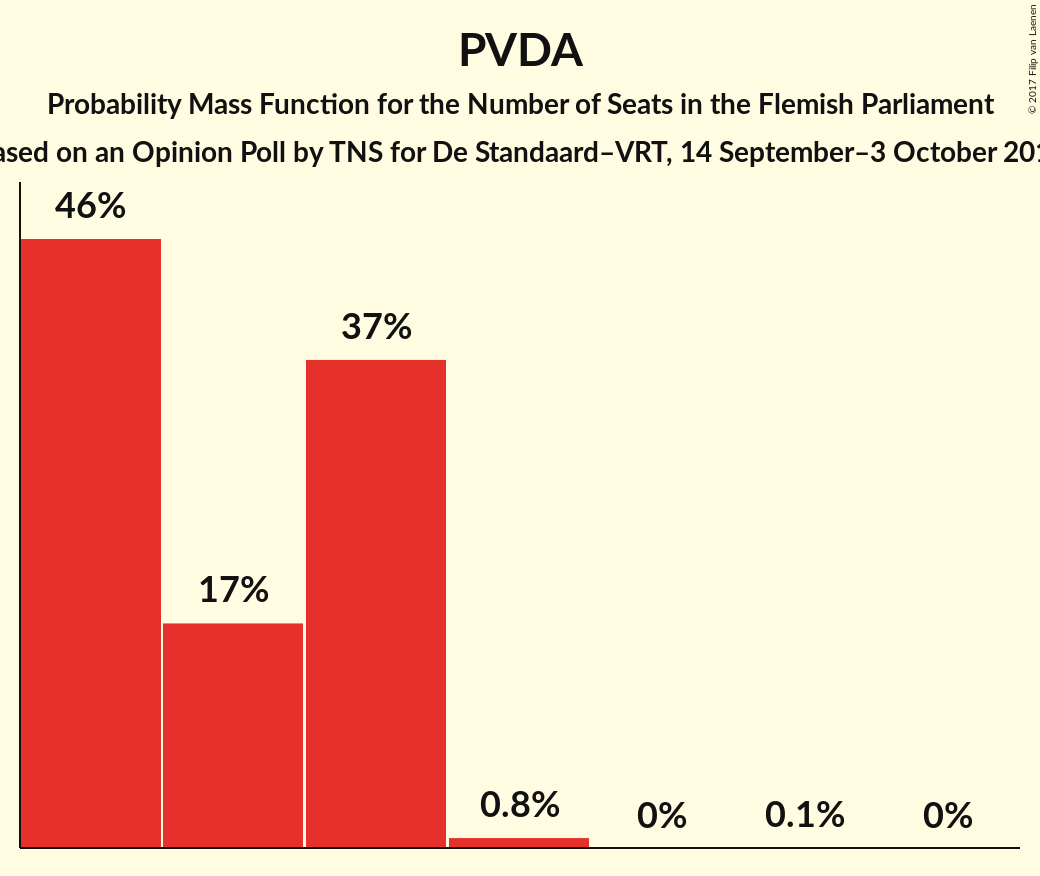 PVDA
Probability Mass Function for the Number of Seats in the Flemish Parliament
on an Opinion Poll by TNS for De Standaard–VRT, 14 September–3 October
46%
37%
17%
0.8%
0%
0.1%
0%
© 2017 Filip van Laenen